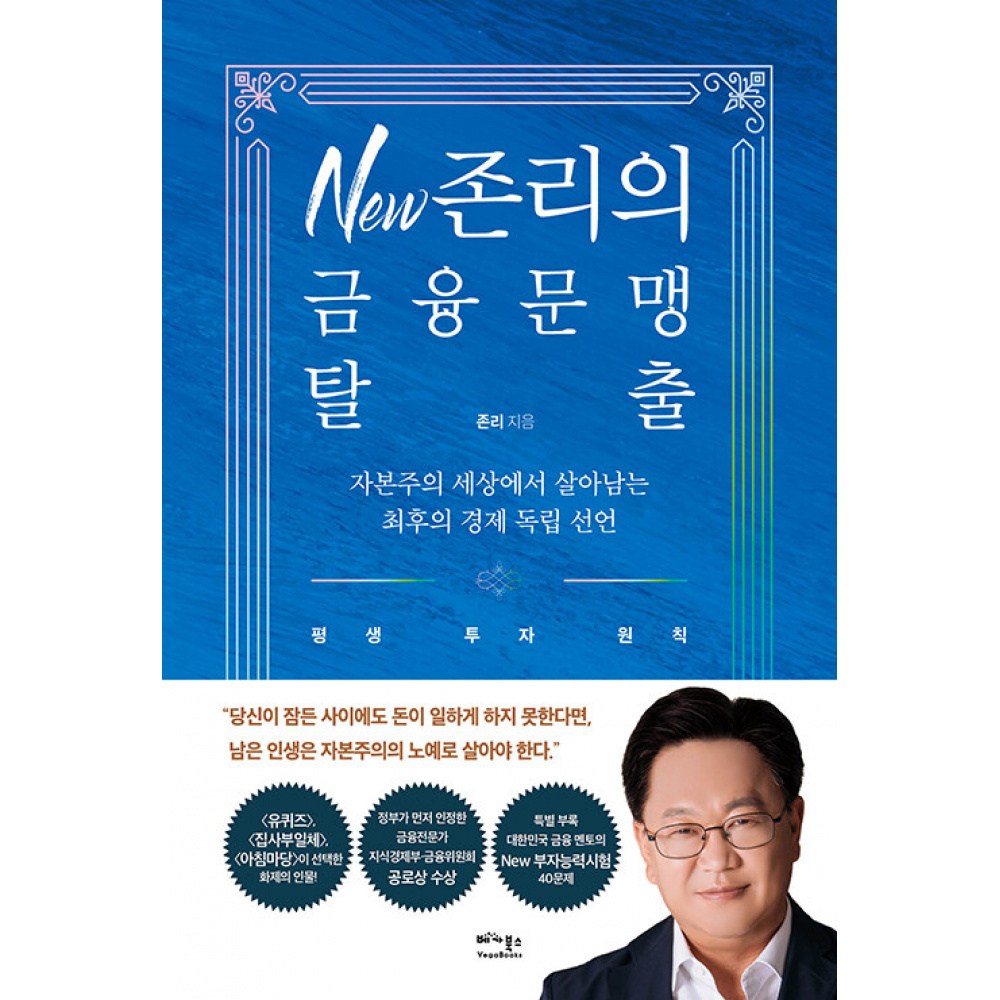 New 존리의
금융문맹
탈출
존리 지음
자본주의 세상에서 살아남는
최후의 경제 독립 선언
평생 투자 원칙
“당신이 잠든 사이에도 돈이 일하게 하지 못한다면,
남은 인생은 자본주의의 노예로 살아야 한다.”
〈유퀴즈〉,
〈집사부일체〉,
〈아침마당〉이 선택한
화제의 인물!
정부가 먼저 인정한
금융전문가
지식경제부·금융위원회
공로상 수상
특별 부록
대한민국 금융 멘토의
New 부자능력시험
40문제
베가북스
VegaBooks